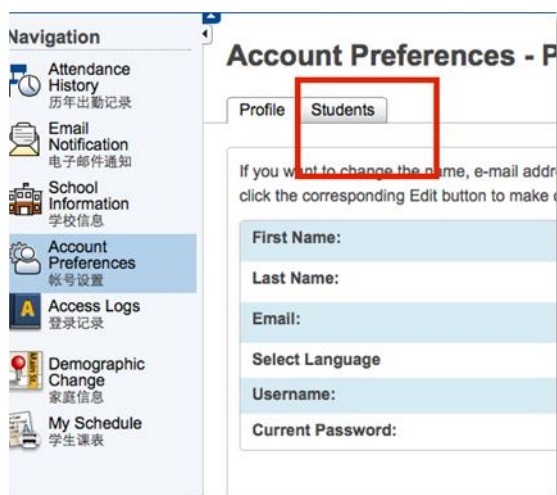 Navigation
Attendance
History
历年出勤记录
Email
Notification
电子邮件通知
School
Information
学校信息
Account
Preferences
帐号设置
A
Access Logs
登录记录
Main St.
Demographic
Change
家庭信息
My Schedule
学生课表
Account Preferences - P
Profile
Students
If you want to change the name, e-mail addr
click the corresponding Edit button to make c
First Name:
Last Name:
Email:
Select Language
Username:
Current Password: